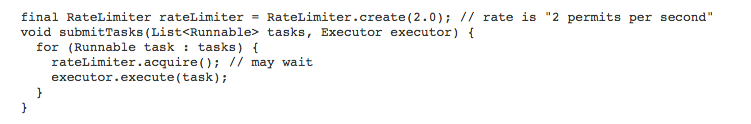 final RateLimiter rateLimiter = RateLimiter.create(2.0); // rate is "2 permits per second"
void submitTasks(List<Runnable> tasks, Executor executor) {
  for (Runnable task : tasks) {
    rateLimiter.acquire(); // may wait
    executor.execute(task);
  }
}